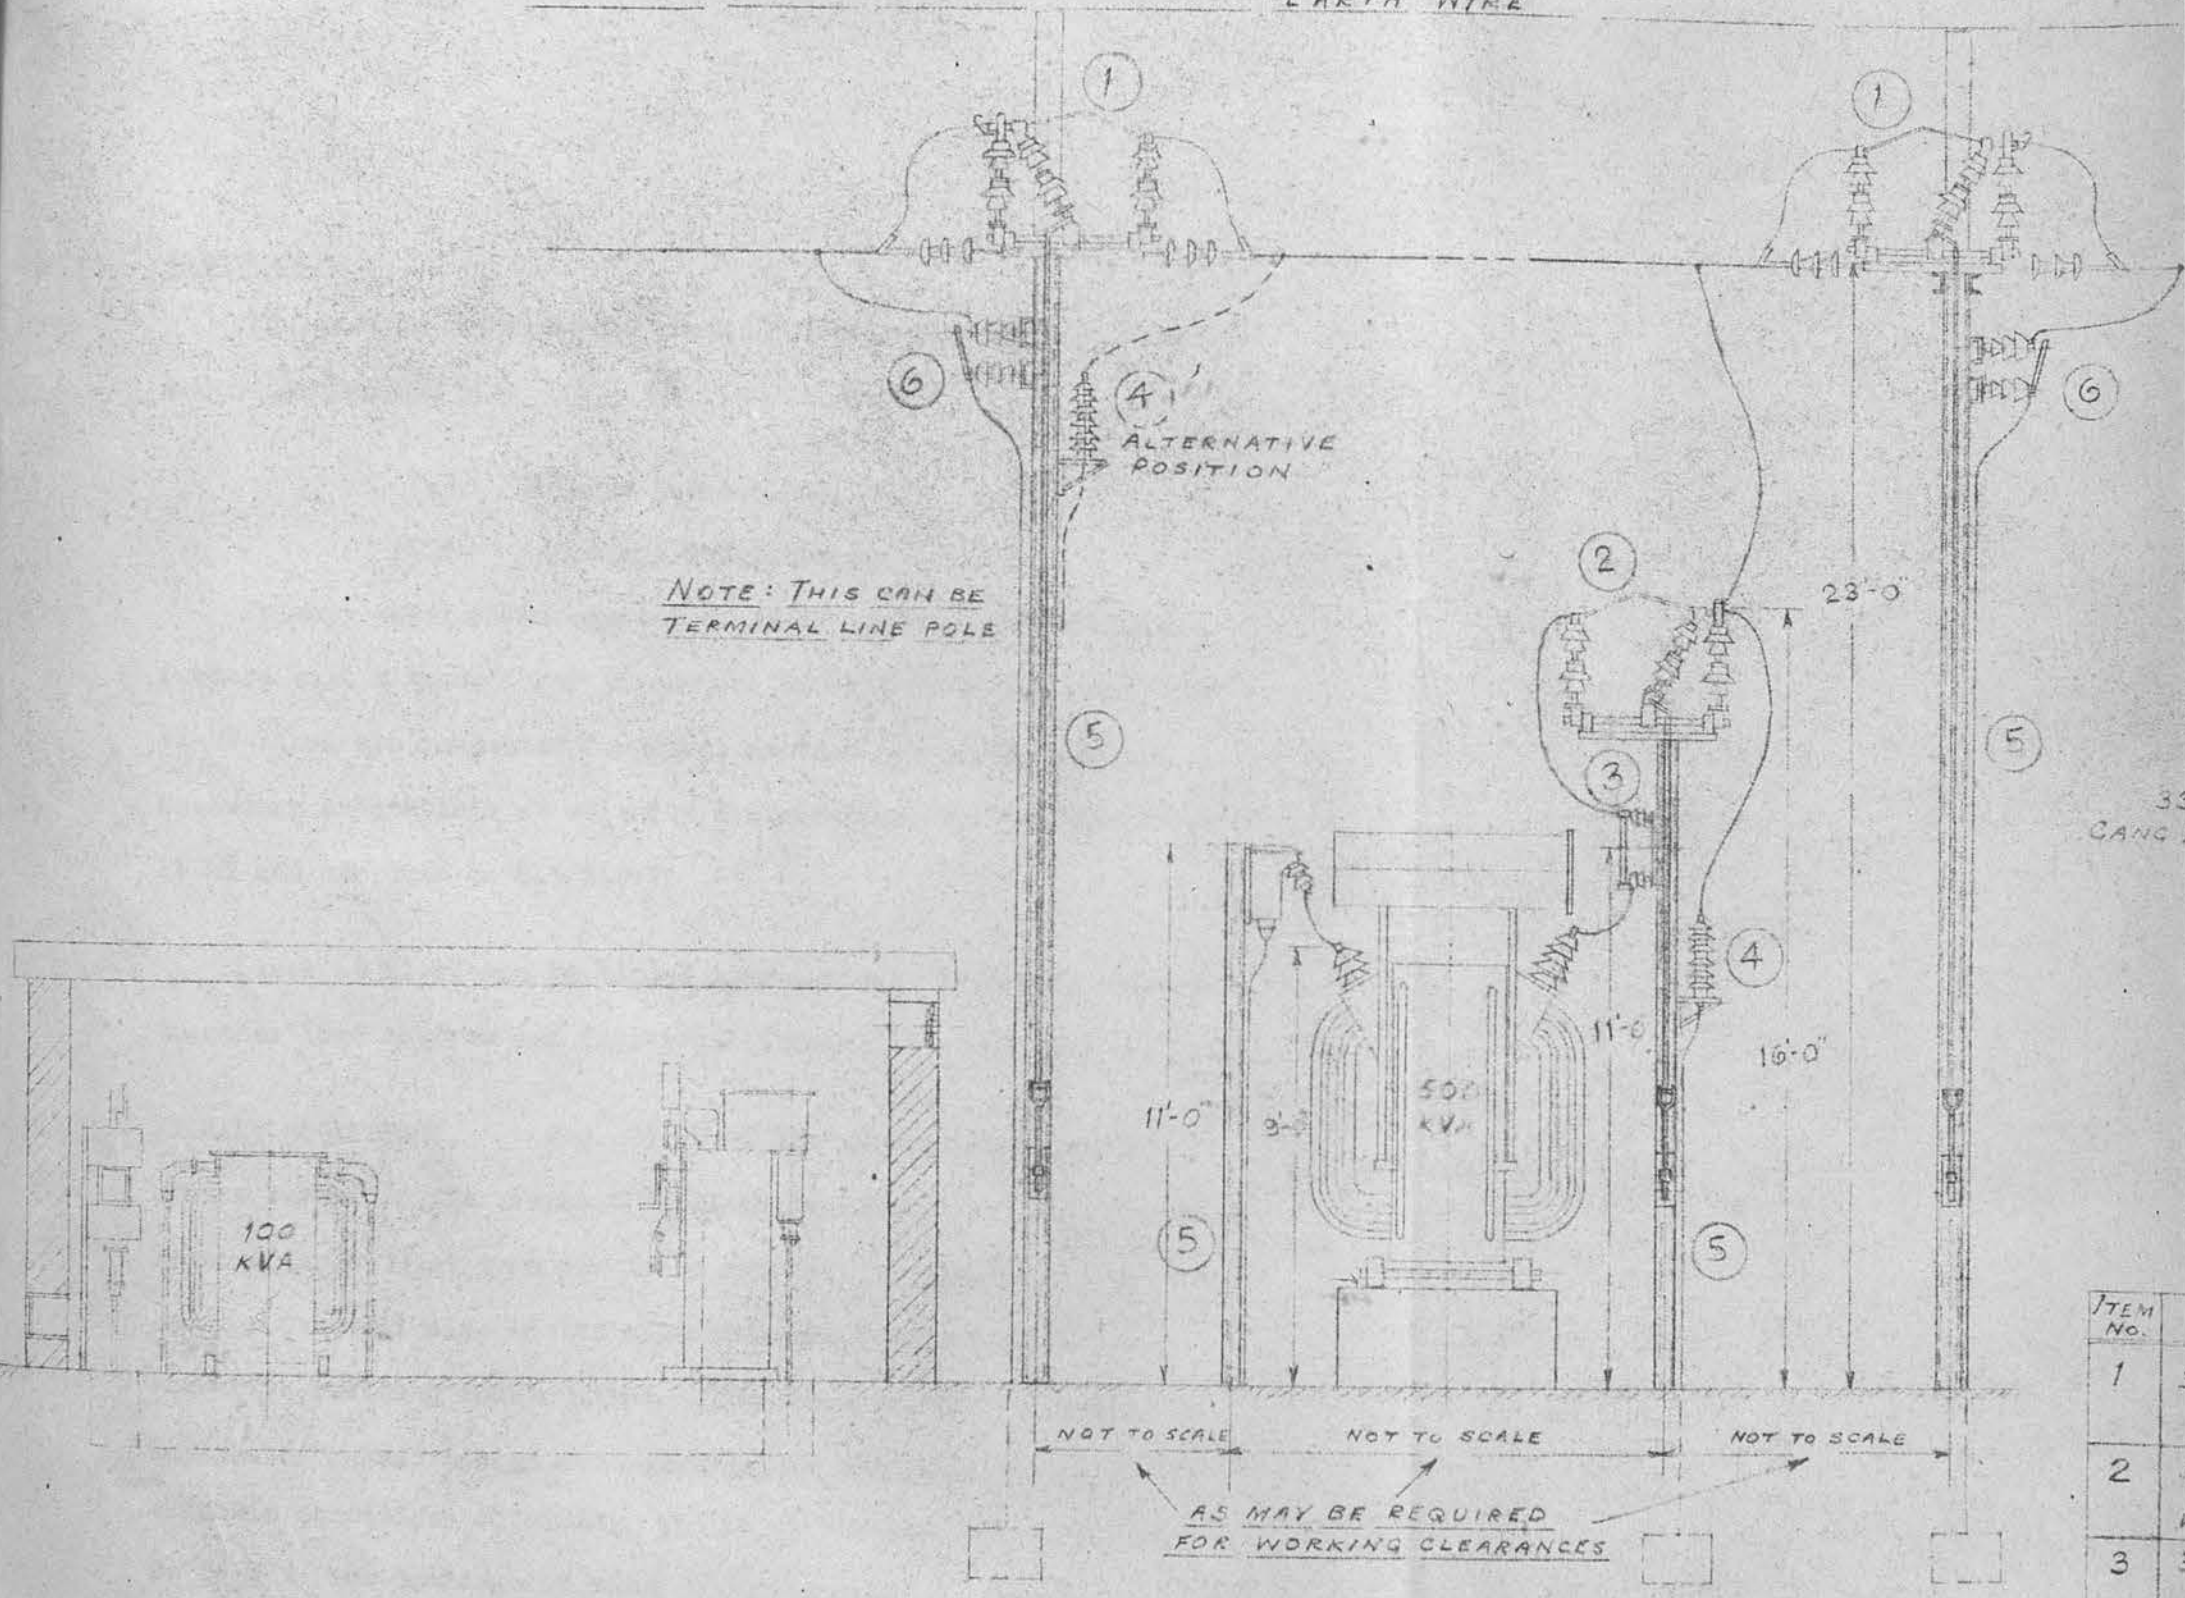 EARTH WIRE
1
1
6
4
6
ALTERNATIVE
POSITION
2
NOTE: THIS CAN BE
TERMINAL LINE POLE
23'-0"
5
5
3
33
GANG
4
11'-0
16'-0"
11'-0"
500
KVA
100
KVA
5
5
ITEM
NO.
1
2
3
NOT TO SCALE
NOT TO SCALE
NOT TO SCALE
AS MAY BE REQUIRED
FOR WORKING CLEARANCES